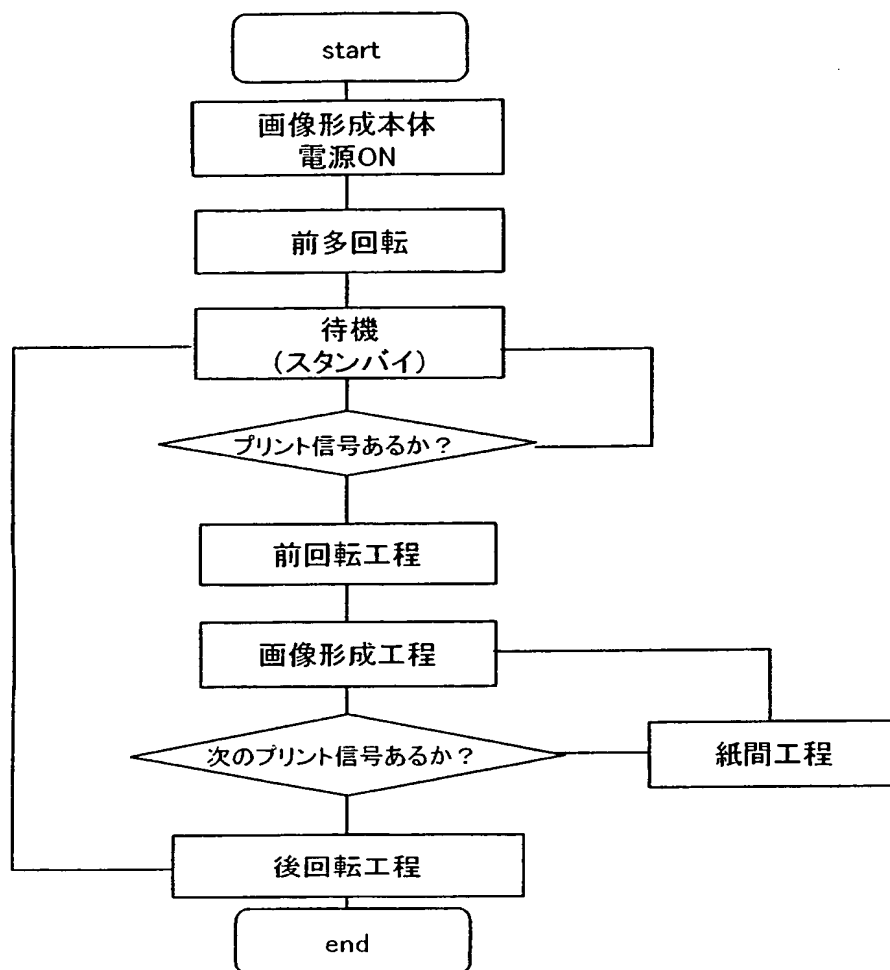 start
画像形成本体
電源ON
前多回転
待機
(スタンバイ)
プリント信号あるか？
前回転工程
画像形成工程
次のプリント信号あるか？
紙間工程
後回転工程
end